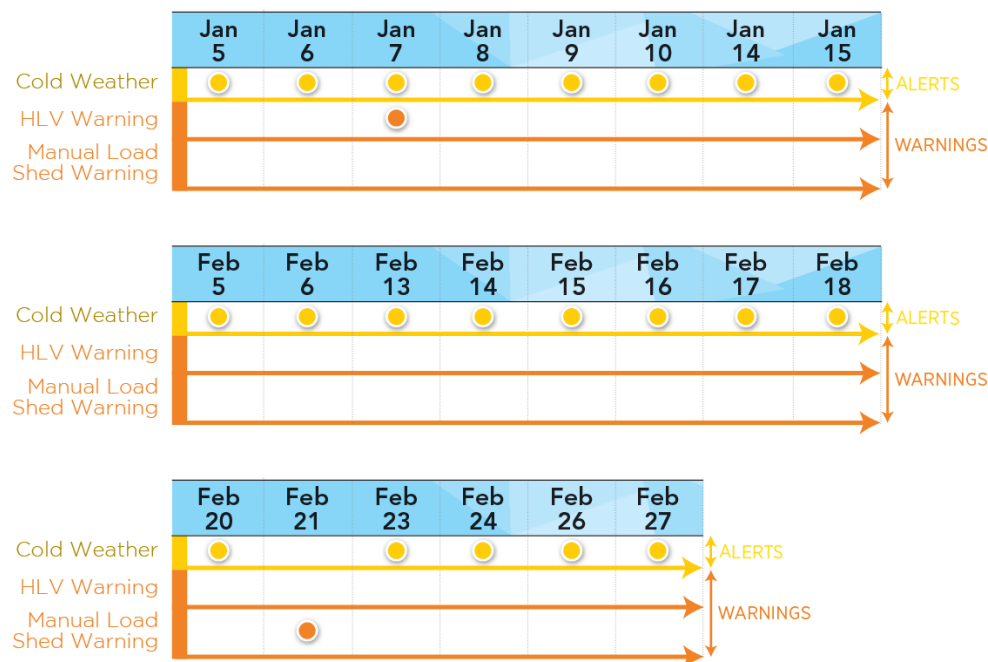 Jan 5 Jan 6 Jan 7 Jan 8 Jan 9 Jan 10 Jan 14 Jan 15
Cold Weather
ALERTS
HLV Warning
WARNINGS
Manual Load
Shed Warning
Feb 5 Feb 6 Feb 13 Feb 14 Feb 15 Feb 16 Feb 17 Feb 18
Cold Weather
ALERTS
HLV Warning
WARNINGS
Manual Load
Shed Warning
Feb 20 Feb 21 Feb 23 Feb 24 Feb 26 Feb 27
Cold Weather
ALERTS
HLV Warning
WARNINGS
Manual Load
Shed Warning